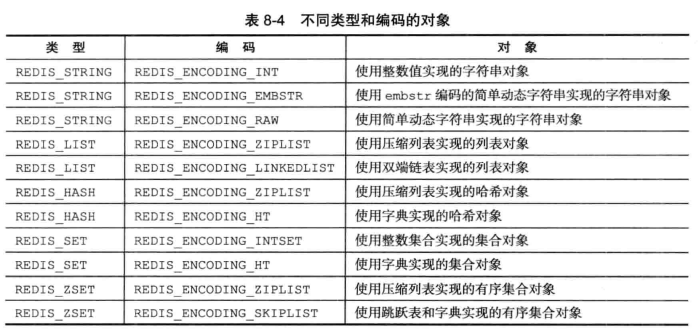 表 8-4 不同类型和编码的对象
类 型 编 码 对 象
REDIS_STRING REDIS_ENCODING_INT 使用整数值实现的字符串对象
REDIS_STRING REDIS_ENCODING_EMBSTR 使用 embstr 编码的简单动态字符串实现的字符串对象
REDIS_STRING REDIS_ENCODING_RAW 使用简单动态字符串实现的字符串对象
REDIS_LIST REDIS_ENCODING_ZIPLIST 使用压缩列表实现的列表对象
REDIS_LIST REDIS_ENCODING_LINKEDLIST 使用双端链表实现的列表对象
REDIS_HASH REDIS_ENCODING_ZIPLIST 使用压缩列表实现的哈希对象
REDIS_HASH REDIS_ENCODING_HT 使用字典实现的哈希对象
REDIS_SET REDIS_ENCODING_INTSET 使用整数集合实现的集合对象
REDIS_SET REDIS_ENCODING_HT 使用字典实现的集合对象
REDIS_ZSET REDIS_ENCODING_ZIPLIST 使用压缩列表实现的有序集合对象
REDIS_ZSET REDIS_ENCODING_SKIPLIST 使用跳跃表和字典实现的有序集合对象